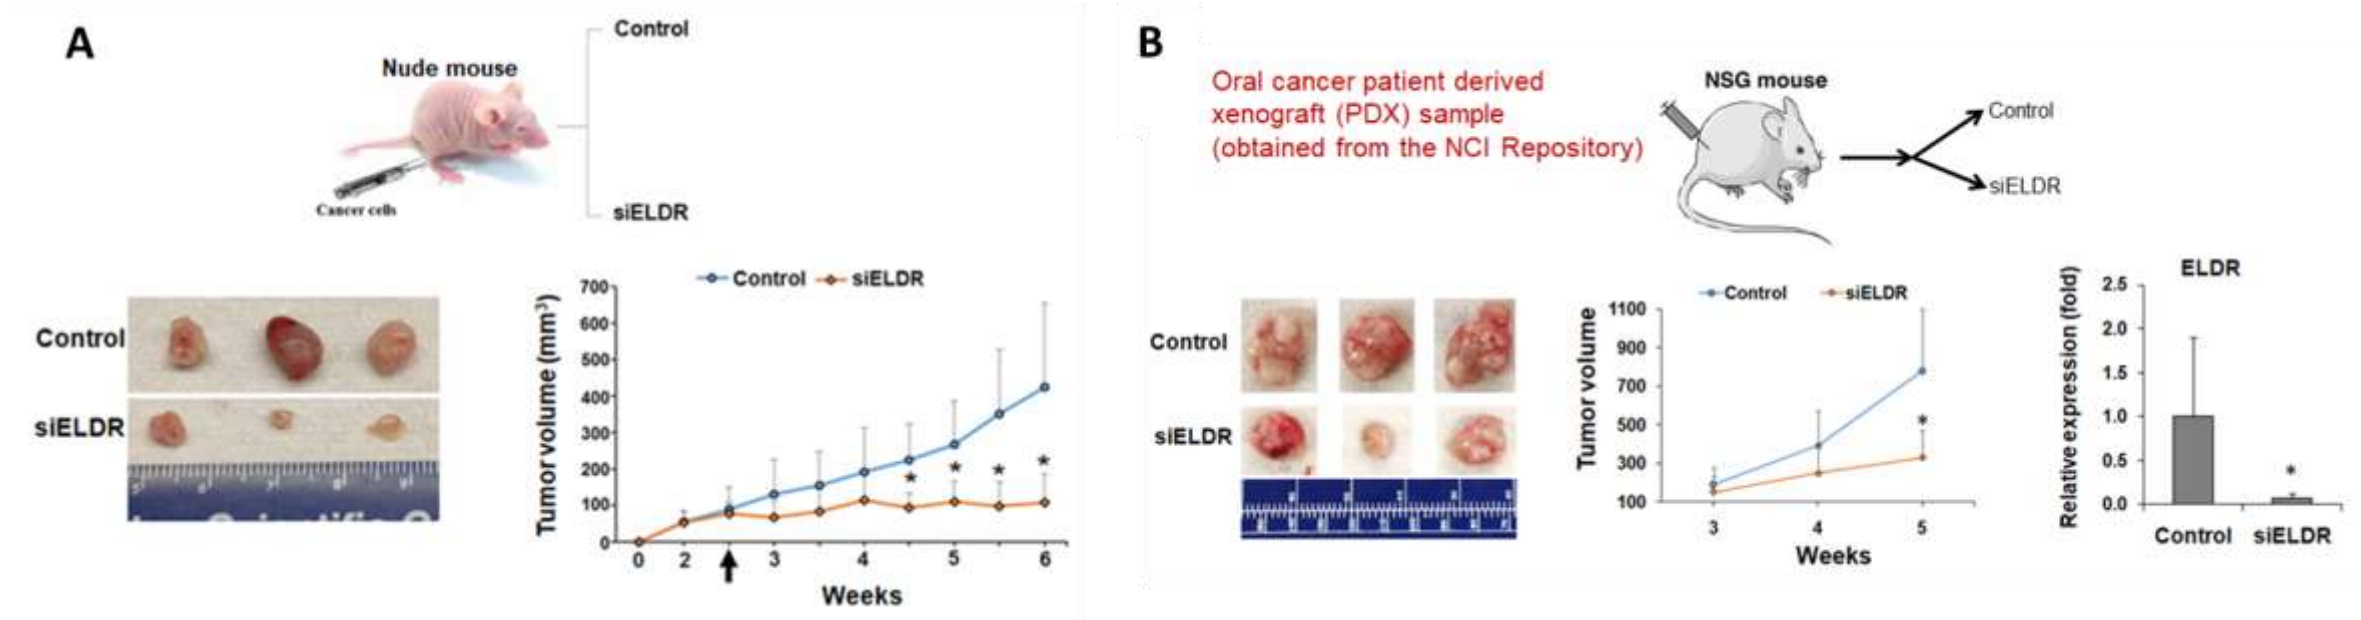 A
Control
Nude mouse
Cancer cells
siELDR
Control
siELDR
Control
siELDR
Tumor volume (mm³)
700
600
500
400
300
200
100
0
*
*
*
*
0
2
3
4
5
6
Weeks
B
Oral cancer patient derived
xenograft (PDX) sample
(obtained from the NCI Repository)
NSG mouse
Control
siELDR
Control
siELDR
Control
siELDR
Tumor volume
1100
900
700
500
300
100
*
3
4
5
Weeks
ELDR
Relative expression (fold)
2.5
2.0
1.5
1.0
0.5
0.0
*
Control
siELDR